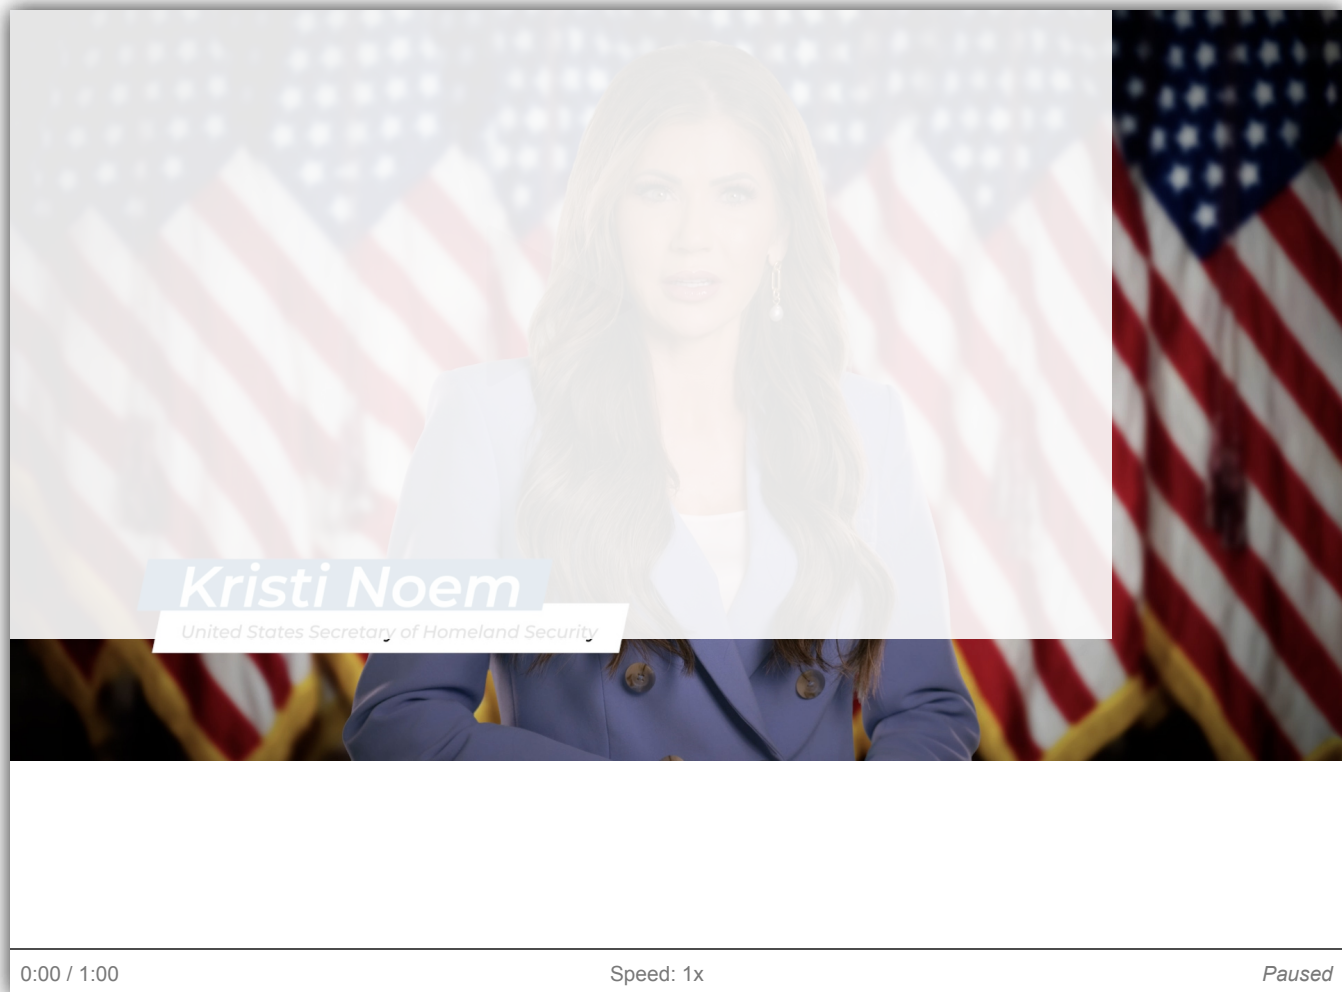 Kristi Noem
United States Secretary of Homeland Security
0:00 / 1:00
Speed: 1x
Paused